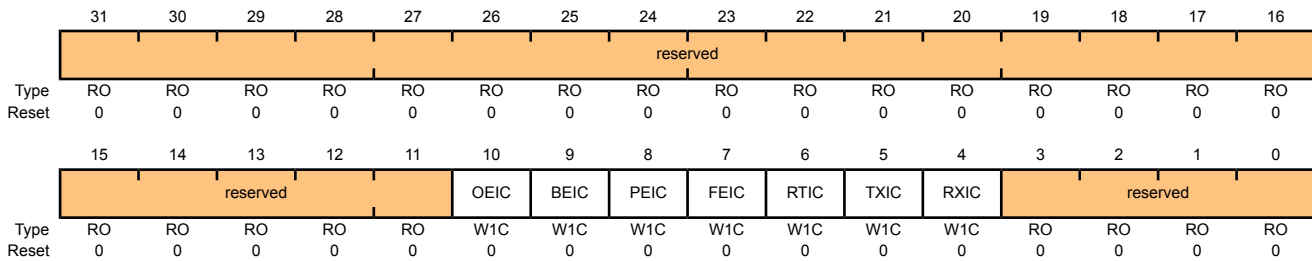 31 30 29 28 27 26 25 24 23 22 21 20 19 18 17 16
reserved
Type RO RO RO RO RO RO RO RO RO RO RO RO RO RO RO RO
Reset 0 0 0 0 0 0 0 0 0 0 0 0 0 0 0 0
15 14 13 12 11 10 9 8 7 6 5 4 3 2 1 0
reserved OEIC BEIC PEIC FEIC RTIC TXIC RXIC reserved
Type RO RO RO RO RO W1C W1C W1C W1C W1C W1C W1C RO RO RO RO
Reset 0 0 0 0 0 0 0 0 0 0 0 0 0 0 0 0